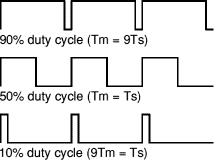 90% duty cycle (Tm = 9Ts)
50% duty cycle (Tm = Ts)
10% duty cycle (9Tm = Ts)